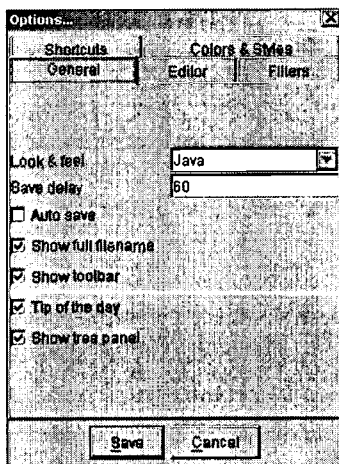 Options...
Shortcuts Colors & Styles
General Editor Filters
Look & feel Java
Save delay 60
Auto save
Show full filename
Show toolbar
Tip of the day
Show tree panel
Save Cancel